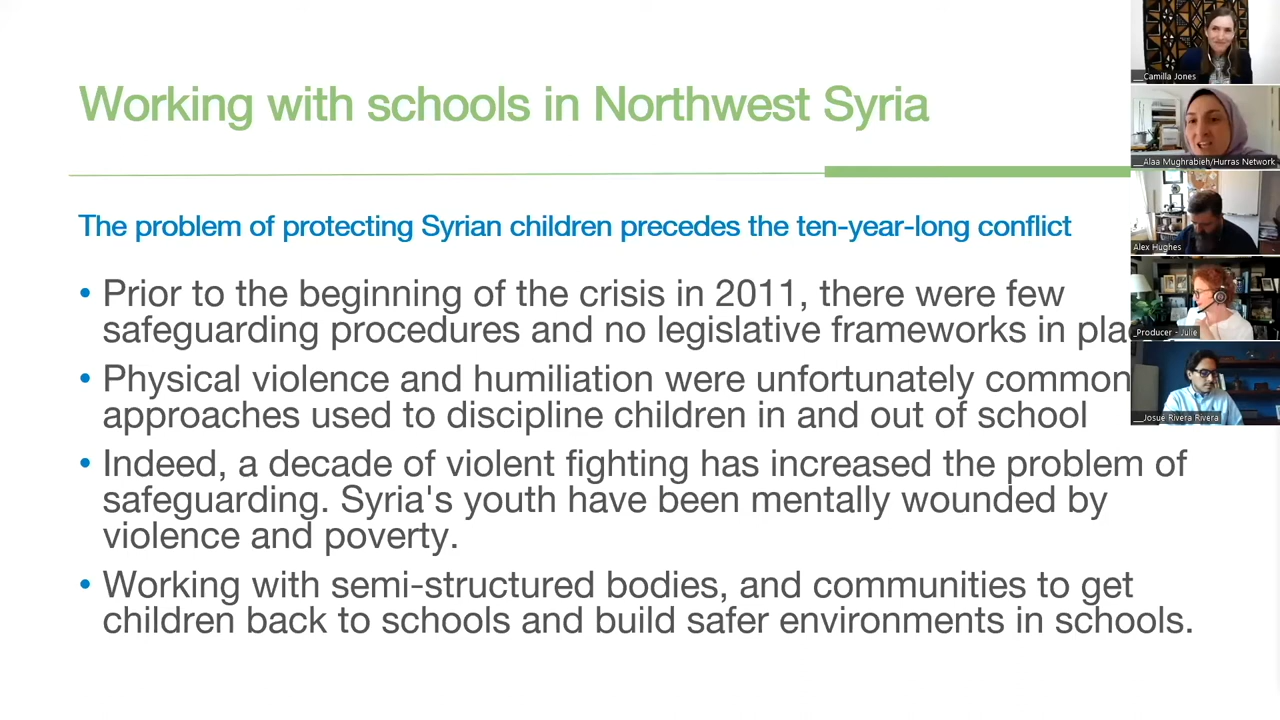 Working with schools in Northwest Syria
The problem of protecting Syrian children precedes the ten-year-long conflict
• Prior to the beginning of the crisis in 2011, there were few
safeguarding procedures and no legislative frameworks in
• Physical violence and humiliation were unfortunately common
approaches used to discipline children in and out of school
• Indeed, a decade of violent fighting has increased the problem of
safeguarding. Syria's youth have been mentally wounded by
violence and poverty.
• Working with semi-structured bodies, and communities to get
children back to schools and build safer environments in schools.
__Camilla Jones
__Alaa Mughrabieh/Hurras Network
Alex Hughes
_Producer - Julie
__Josue Rivera Rivera